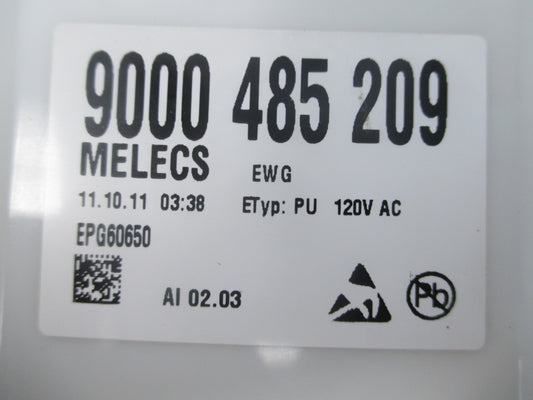 9000 485 209
MELECS EWG
11.10.11 03:38 ETyp: PU 120V AC
EPG60650
AI 02.03
Pb